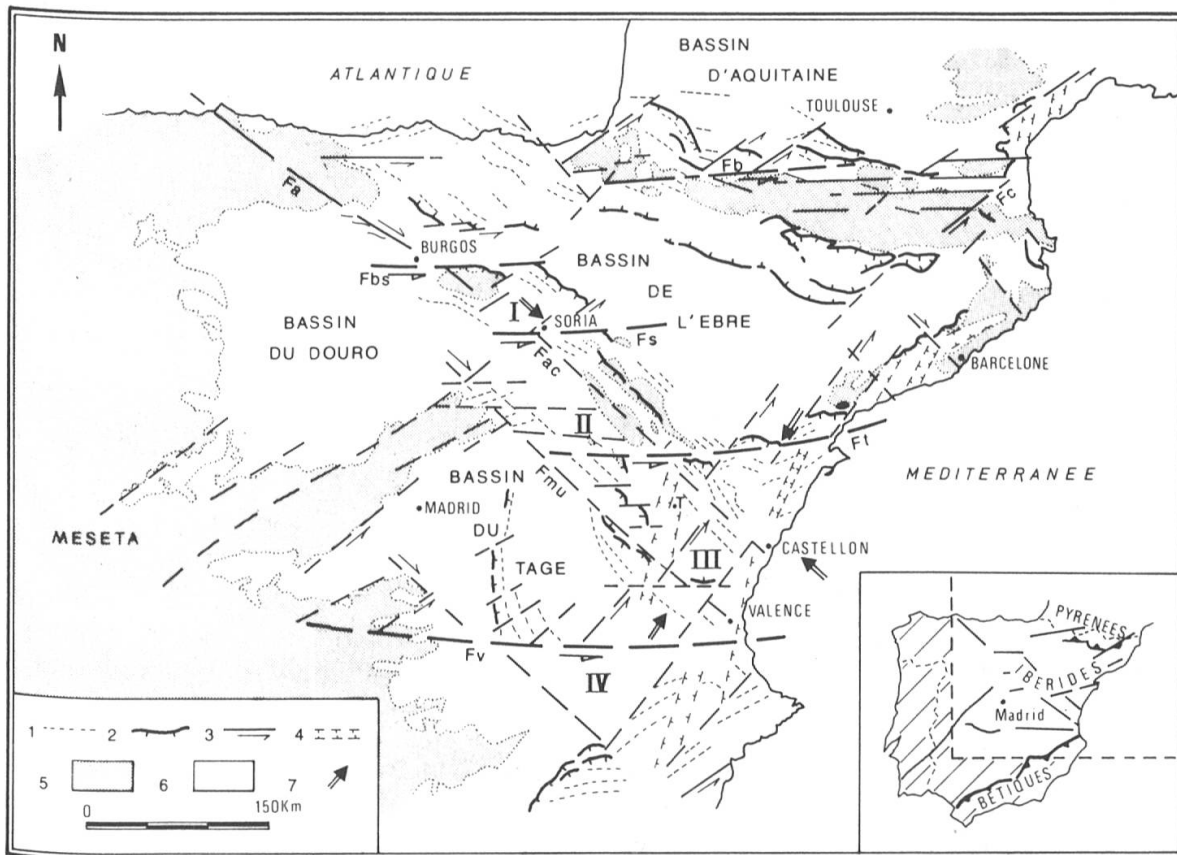 N
ATLANTIQUE
BASSIN
D'AQUITAINE
TOULOUSE
Fb
Fa
Fc
BURGOS
Fbs
BASSIN
DE
L'EBRE
I
SORIA
Fs
Fac
BASSIN
DU DOURO
BARCELONE
II
Ft
MEDITERRANEE
BASSIN
DU
TAGE
Fmu
MADRID
T
MESETA
III
CASTELLON
VALENCE
Fv
IV
1 2 3 4
5 6 7
0 150Km
PYRENEES
IBERIDES
Madrid
BETIQUES